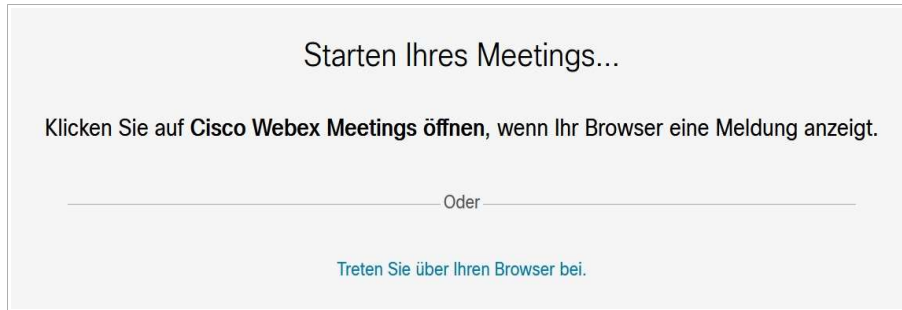 Starten Ihres Meetings...
Klicken Sie auf Cisco Webex Meetings öffnen, wenn Ihr Browser eine Meldung anzeigt.
Oder
Treten Sie über Ihren Browser bei.